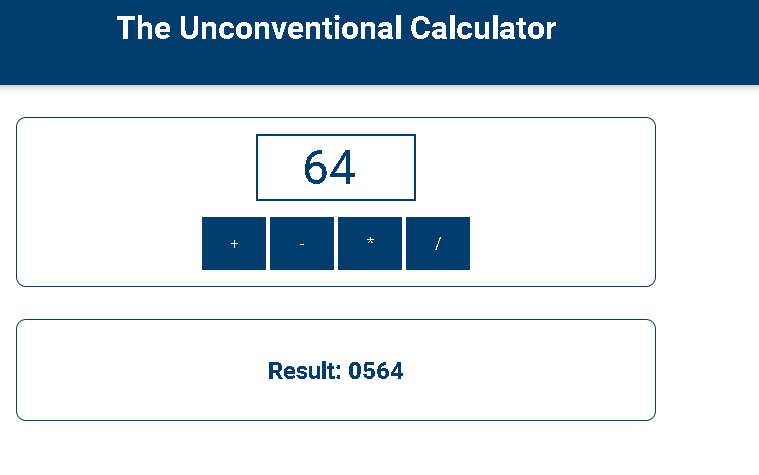 The Unconventional Calculator
64
+ - * /
Result: 0564